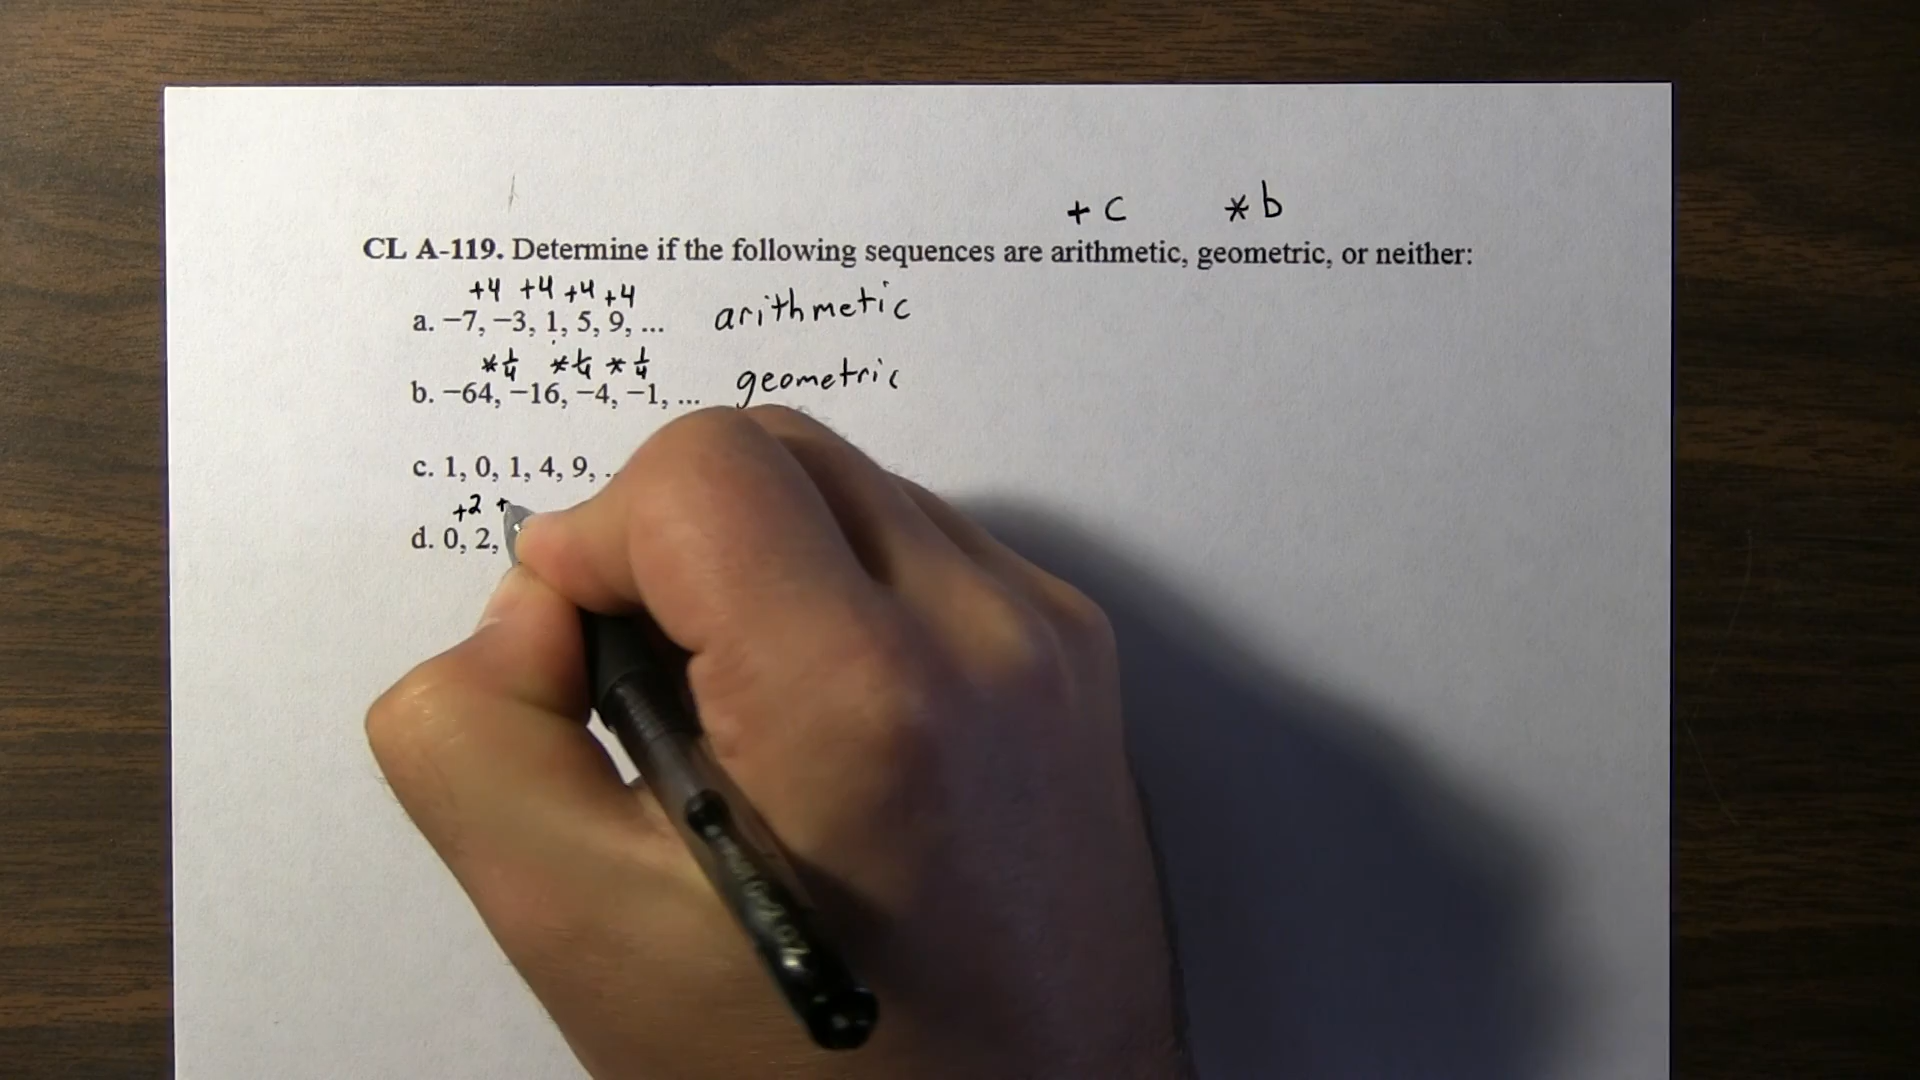 + c * b
CL A-119. Determine if the following sequences are arithmetic, geometric, or neither:
+4 +4 +4 +4
a. −7, −3, 1, 5, 9, ... arithmetic
*1/4 *1/4 *1/4
b. −64, −16, −4, −1, ... geometric
c. 1, 0, 1, 4, 9, ..
+2 +
d. 0, 2,